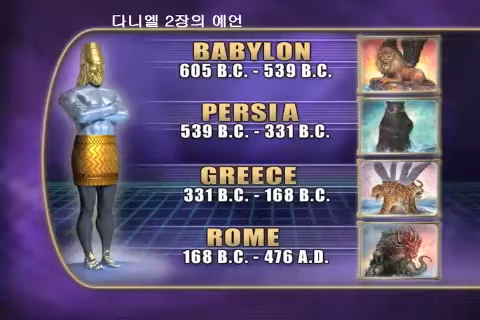 다니엘 2장의 예언
BABYLON
605 B.C. - 539 B.C.
PERSIA
539 B.C. - 331 B.C.
GREECE
331 B.C. - 168 B.C.
ROME
168 B.C. - 476 A.D.